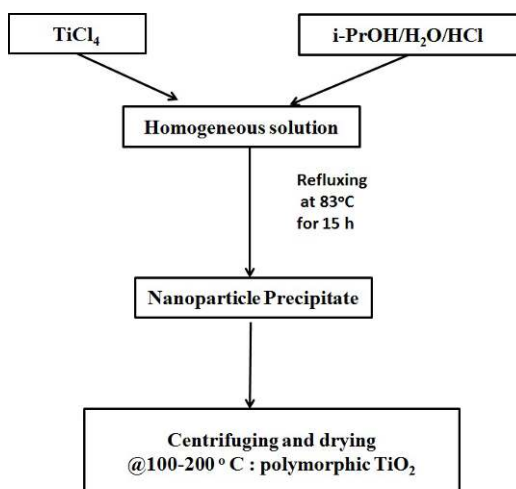 TiCl₄
i-PrOH/H₂O/HCl
Homogeneous solution
Refluxing
at 83°C
for 15 h
Nanoparticle Precipitate
Centrifuging and drying
@100-200 ° C : polymorphic TiO₂